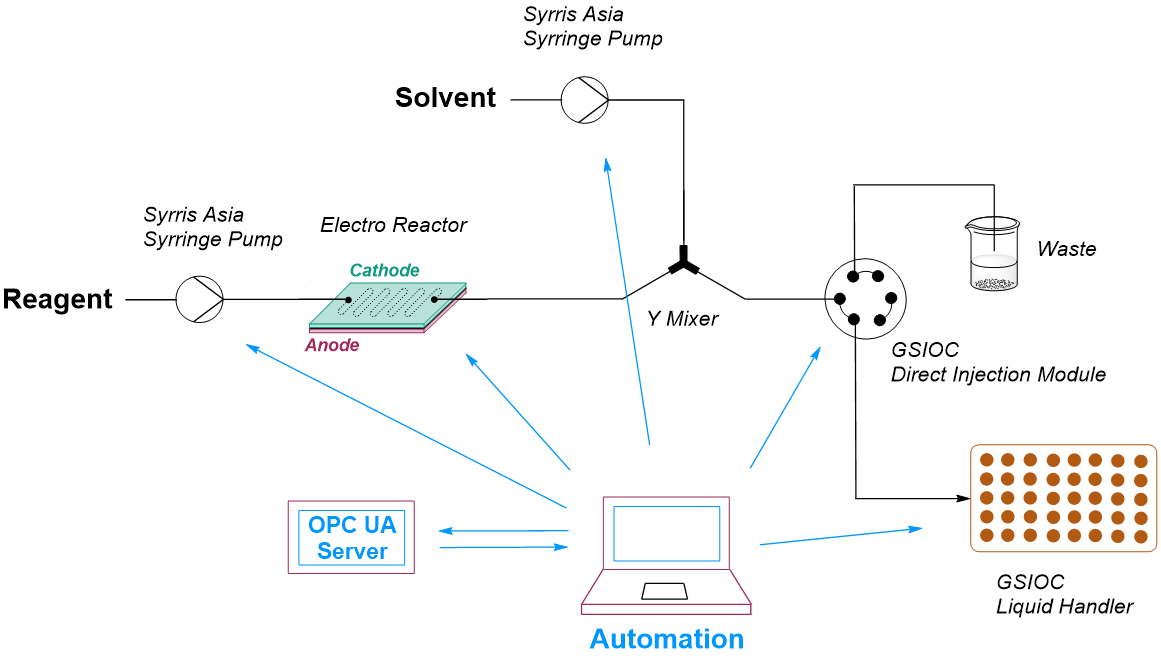 Syrris Asia
Syrringe Pump
Solvent
Syrris Asia
Syrringe Pump
Electro Reactor
Waste
Cathode
Reagent
Y Mixer
Anode
GSIOC
Direct Injection Module
OPC UA
Server
GSIOC
Liquid Handler
Automation